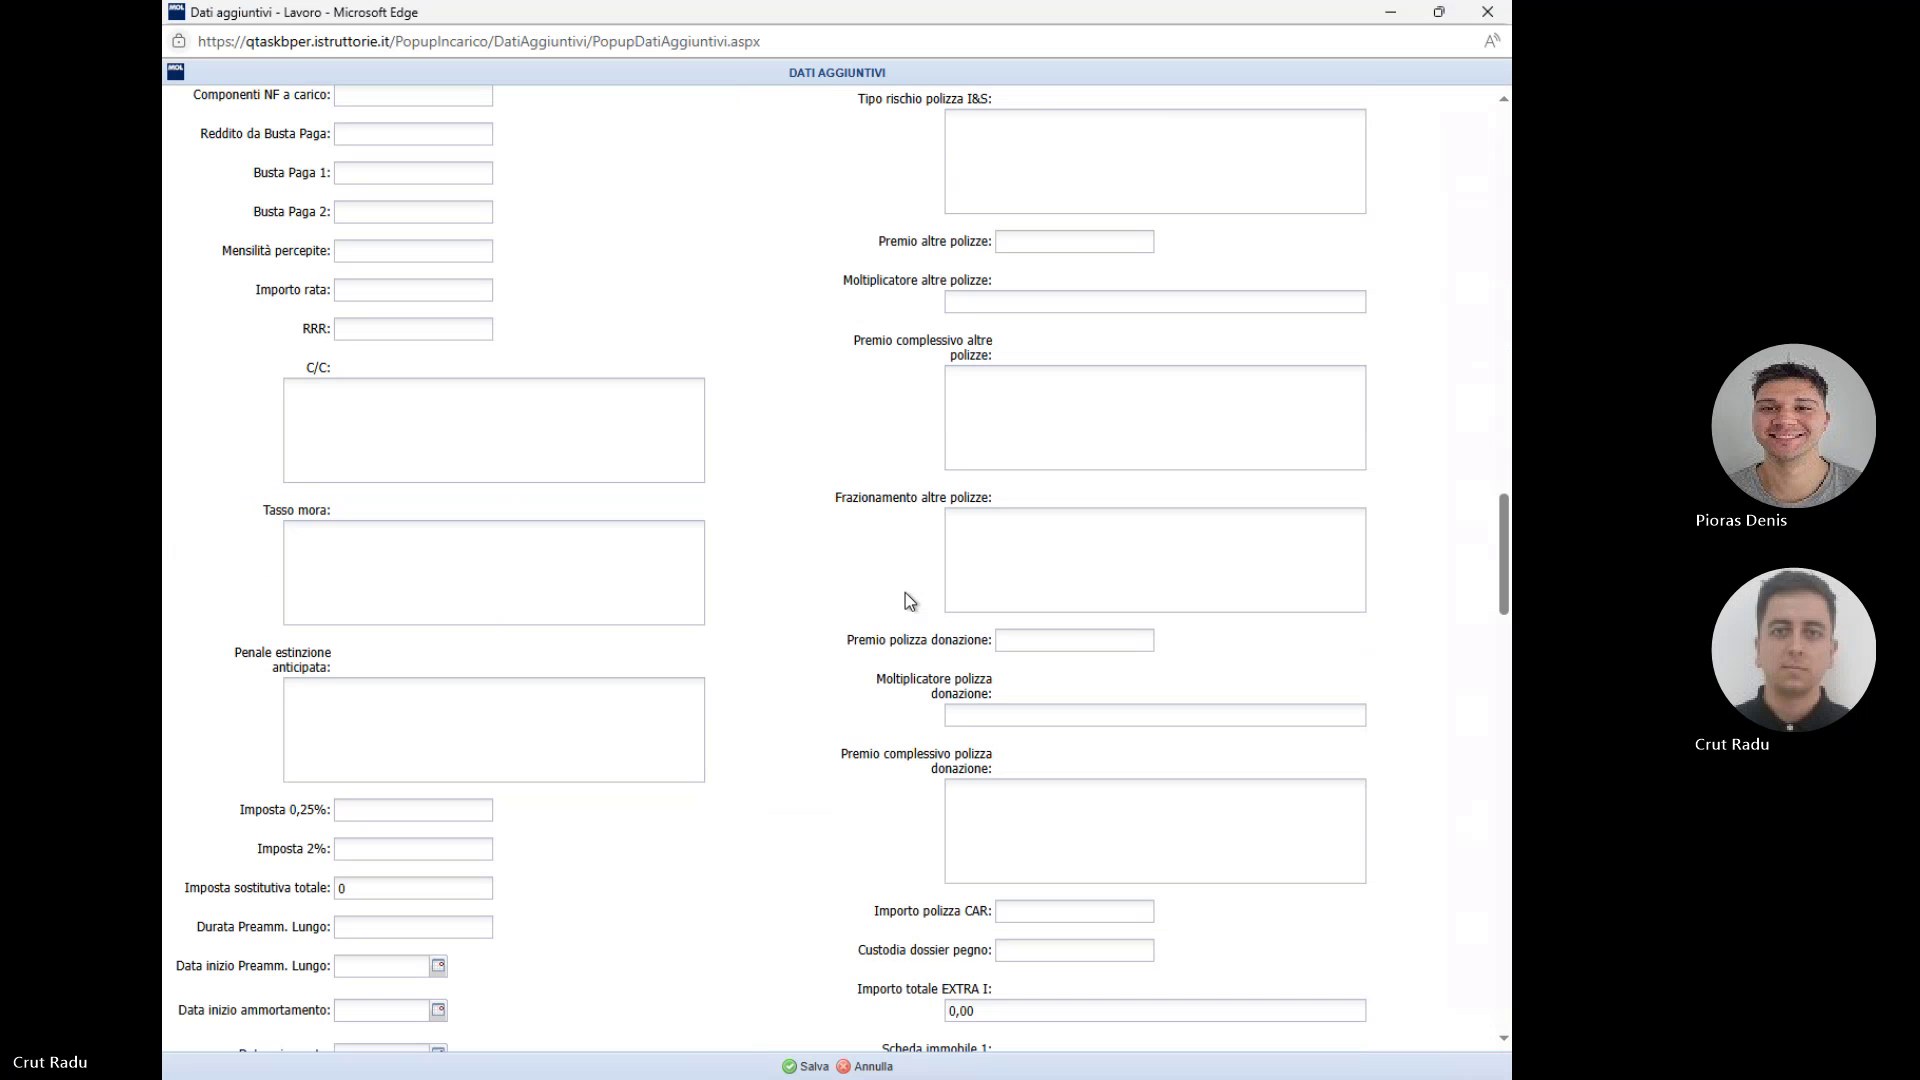 MOL
Dati aggiuntivi - Lavoro - Microsoft Edge
https://qtaskbper.istruttorie.it/PopupIncarico/DatiAggiuntivi/PopupDatiAggiuntivi.aspx
MOL
DATI AGGIUNTIVI
Componenti NF a carico:
Reddito da Busta Paga:
Busta Paga 1:
Busta Paga 2:
Mensilità percepite:
Importo rata:
RRR:
C/C:
Tasso mora:
Penale estinzione
anticipata:
Imposta 0,25%:
Imposta 2%:
Imposta sostitutiva totale: 0
Durata Preamm. Lungo:
Data inizio Preamm. Lungo:
Data inizio ammortamento:
Tipo rischio polizza I&S:
Premio altre polizze:
Moltiplicatore altre polizze:
Premio complessivo altre
polizze:
Frazionamento altre polizze:
Premio polizza donazione:
Moltiplicatore polizza
donazione:
Premio complessivo polizza
donazione:
Importo polizza CAR:
Custodia dossier pegno:
Importo totale EXTRA I:
0,00
Scheda immobile 1:
Salva Annulla
Pioras Denis
Crut Radu
Crut Radu